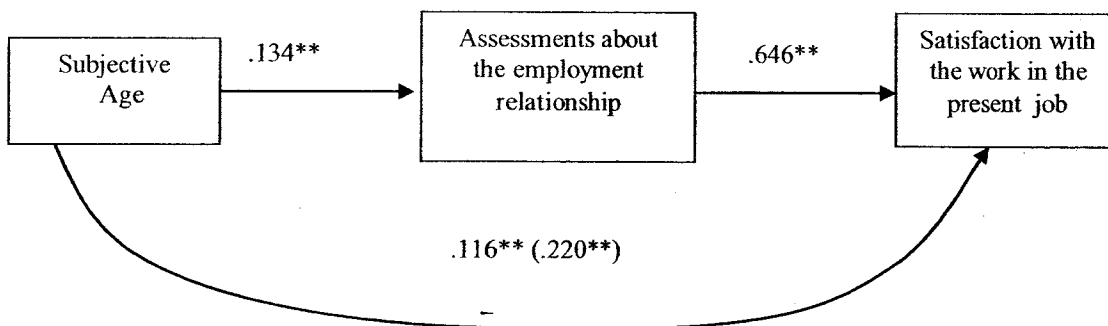 Subjective
Age
.134**
Assessments about
the employment
relationship
.646**
Satisfaction with
the work in the
present job
.116** (.220**)